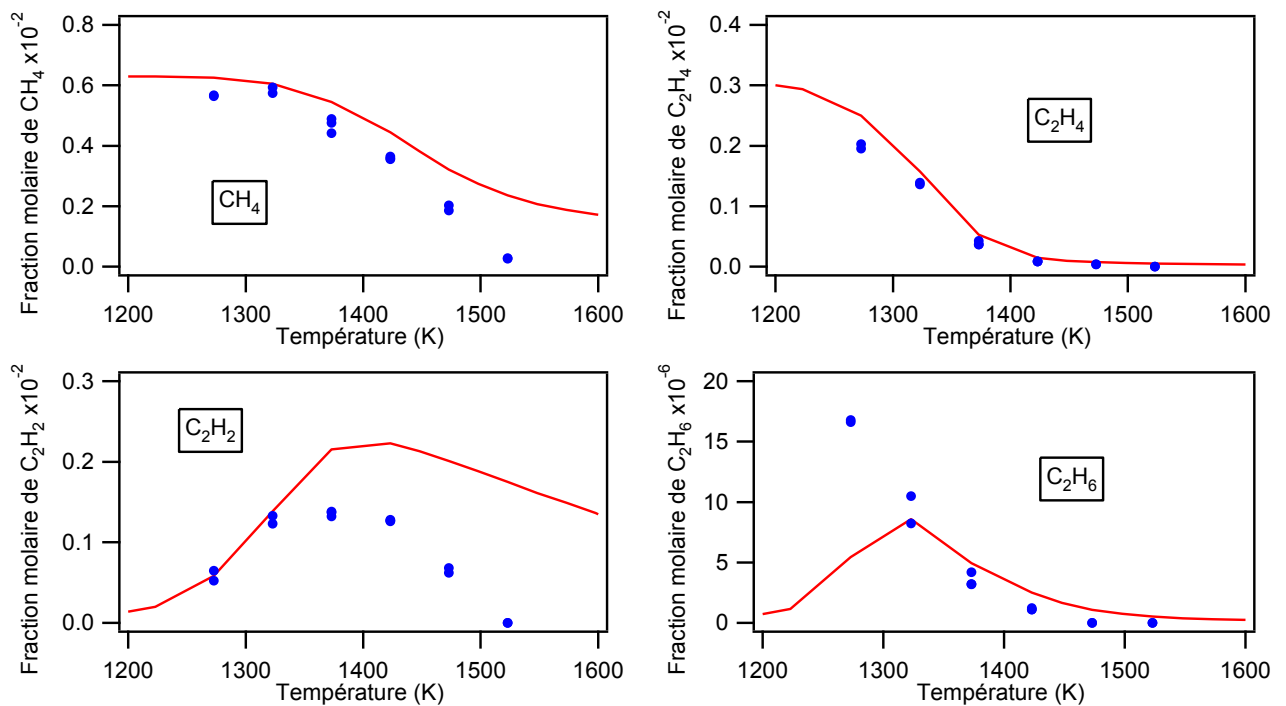 Fraction molaire de CH4 x10-2
0.8
0.6
0.4
0.2
0.0
CH4
1200 1300 1400 1500 1600
Température (K)
Fraction molaire de C2H4 x10-2
0.4
0.3
0.2
0.1
0.0
C2H4
1200 1300 1400 1500 1600
Température (K)
Fraction molaire de C2H2 x10-2
0.3
0.2
0.1
0.0
C2H2
1200 1300 1400 1500 1600
Température (K)
Fraction molaire de C2H6 x10-6
20
15
10
5
0
C2H6
1200 1300 1400 1500 1600
Température (K)